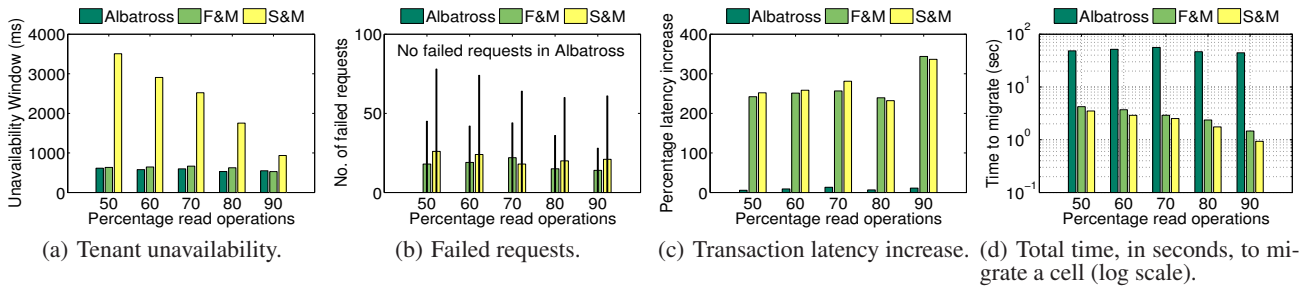 Albatross F&M S&M
Unavailability Window (ms)
4000
3000
2000
1000
0
50 60 70 80 90
Percentage read operations
(a) Tenant unavailability.
Albatross F&M S&M
No. of failed requests
100
50
0
No failed requests in Albatross
50 60 70 80 90
Percentage read operations
(b) Failed requests.
Albatross F&M S&M
Percentage latency increase
400
300
200
100
0
50 60 70 80 90
Percentage read operations
(c) Transaction latency increase.
Albatross F&M S&M
Time to migrate (sec)
10^2
10^1
10^0
10^−1
50 60 70 80 90
Percentage read operations
(d) Total time, in seconds, to mi-
grate a cell (log scale).